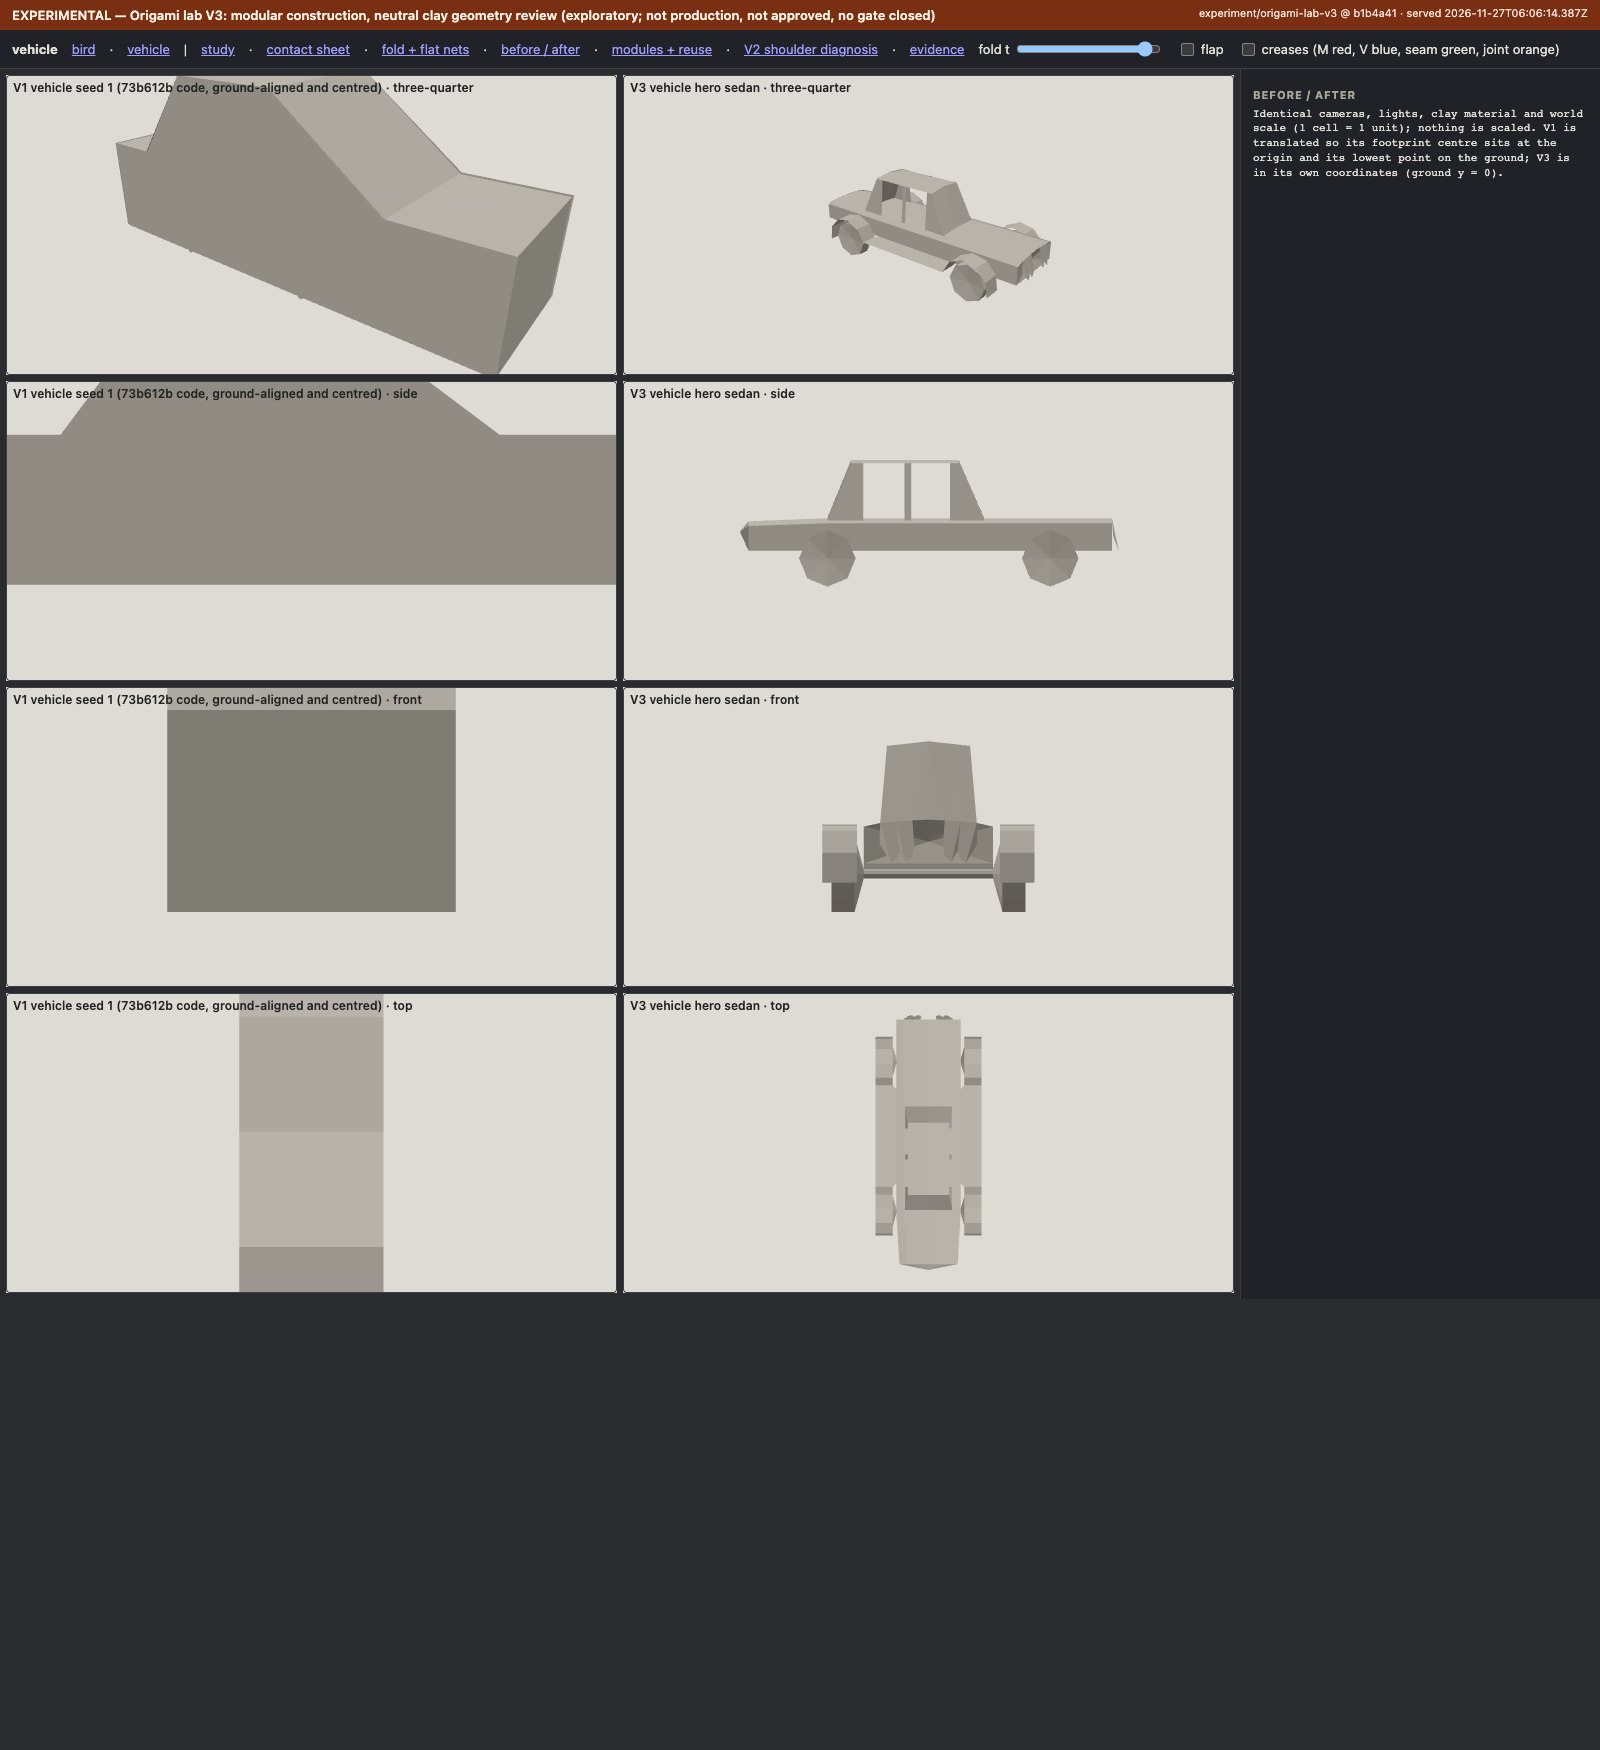 EXPERIMENTAL — Origami lab V3: modular construction, neutral clay geometry review (exploratory; not production, not approved, no gate closed)
experiment/origami-lab-v3 @ b1b4a41 · served 2026-11-27T06:06:14.387Z
vehicle bird · vehicle | study · contact sheet · fold + flat nets · before / after · modules + reuse · V2 shoulder diagnosis · evidence fold t flap creases (M red, V blue, seam green, joint orange)
V1 vehicle seed 1 (73b612b code, ground-aligned and centred) · three-quarter
V3 vehicle hero sedan · three-quarter
BEFORE / AFTER
Identical cameras, lights, clay material and world
scale (1 cell = 1 unit); nothing is scaled. V1 is
translated so its footprint centre sits at the
origin and its lowest point on the ground; V3 is
in its own coordinates (ground y = 0).
V1 vehicle seed 1 (73b612b code, ground-aligned and centred) · side
V3 vehicle hero sedan · side
V1 vehicle seed 1 (73b612b code, ground-aligned and centred) · front
V3 vehicle hero sedan · front
V1 vehicle seed 1 (73b612b code, ground-aligned and centred) · top
V3 vehicle hero sedan · top